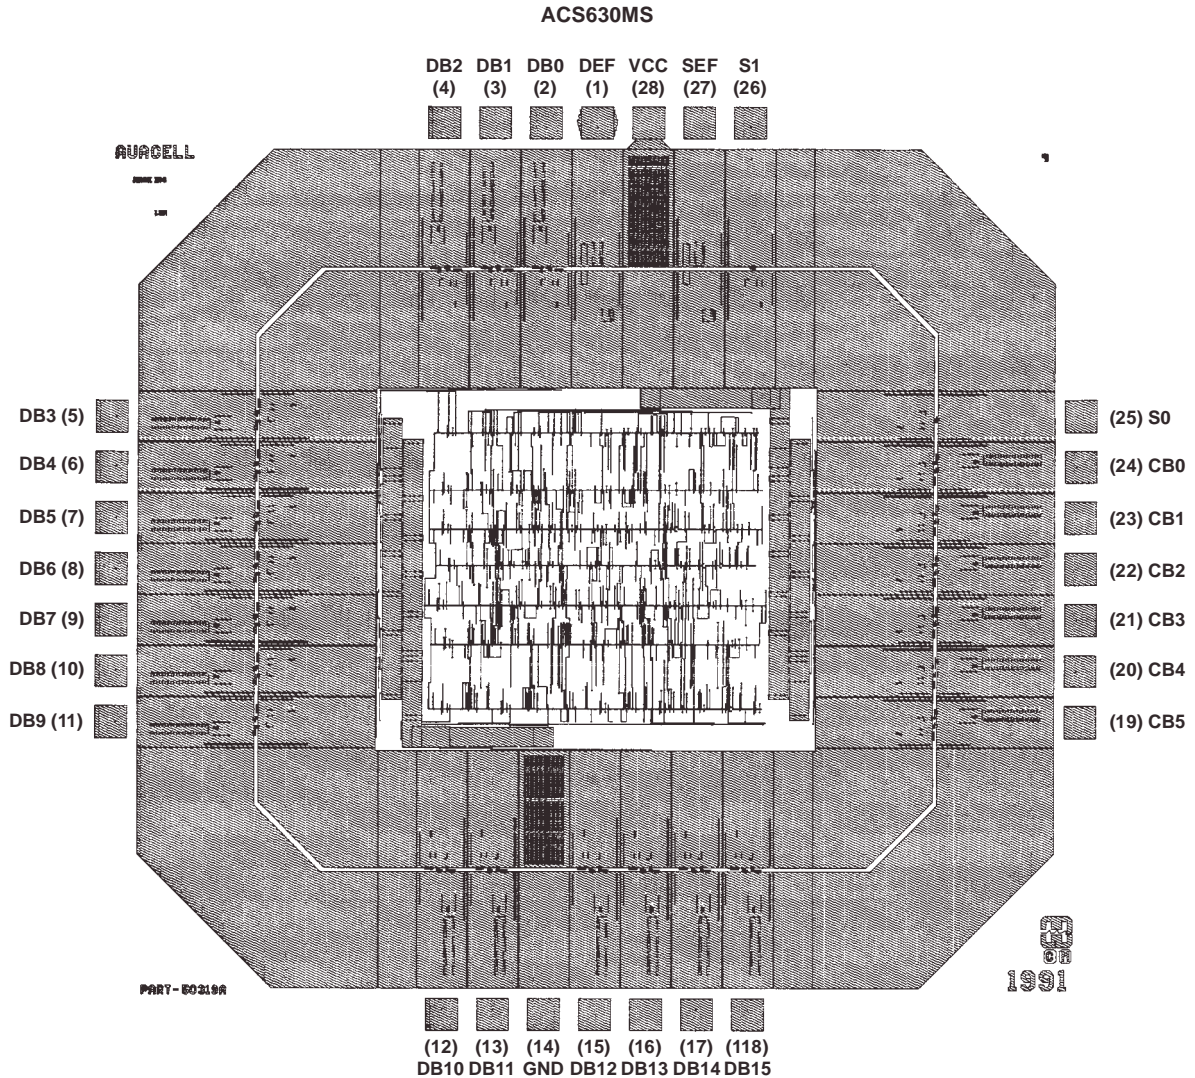 ACS630MS
DB2 DB1 DB0 DEF VCC SEF S1
(4) (3) (2) (1) (28) (27) (26)
AVACELL
DB3 (5)
DB4 (6)
DB5 (7)
DB6 (8)
DB7 (9)
DB8 (10)
DB9 (11)
(25) S0
(24) CB0
(23) CB1
(22) CB2
(21) CB3
(20) CB4
(19) CB5
PART-50319A
1991
(12) (13) (14) (15) (16) (17) (118)
DB10 DB11 GND DB12 DB13 DB14 DB15